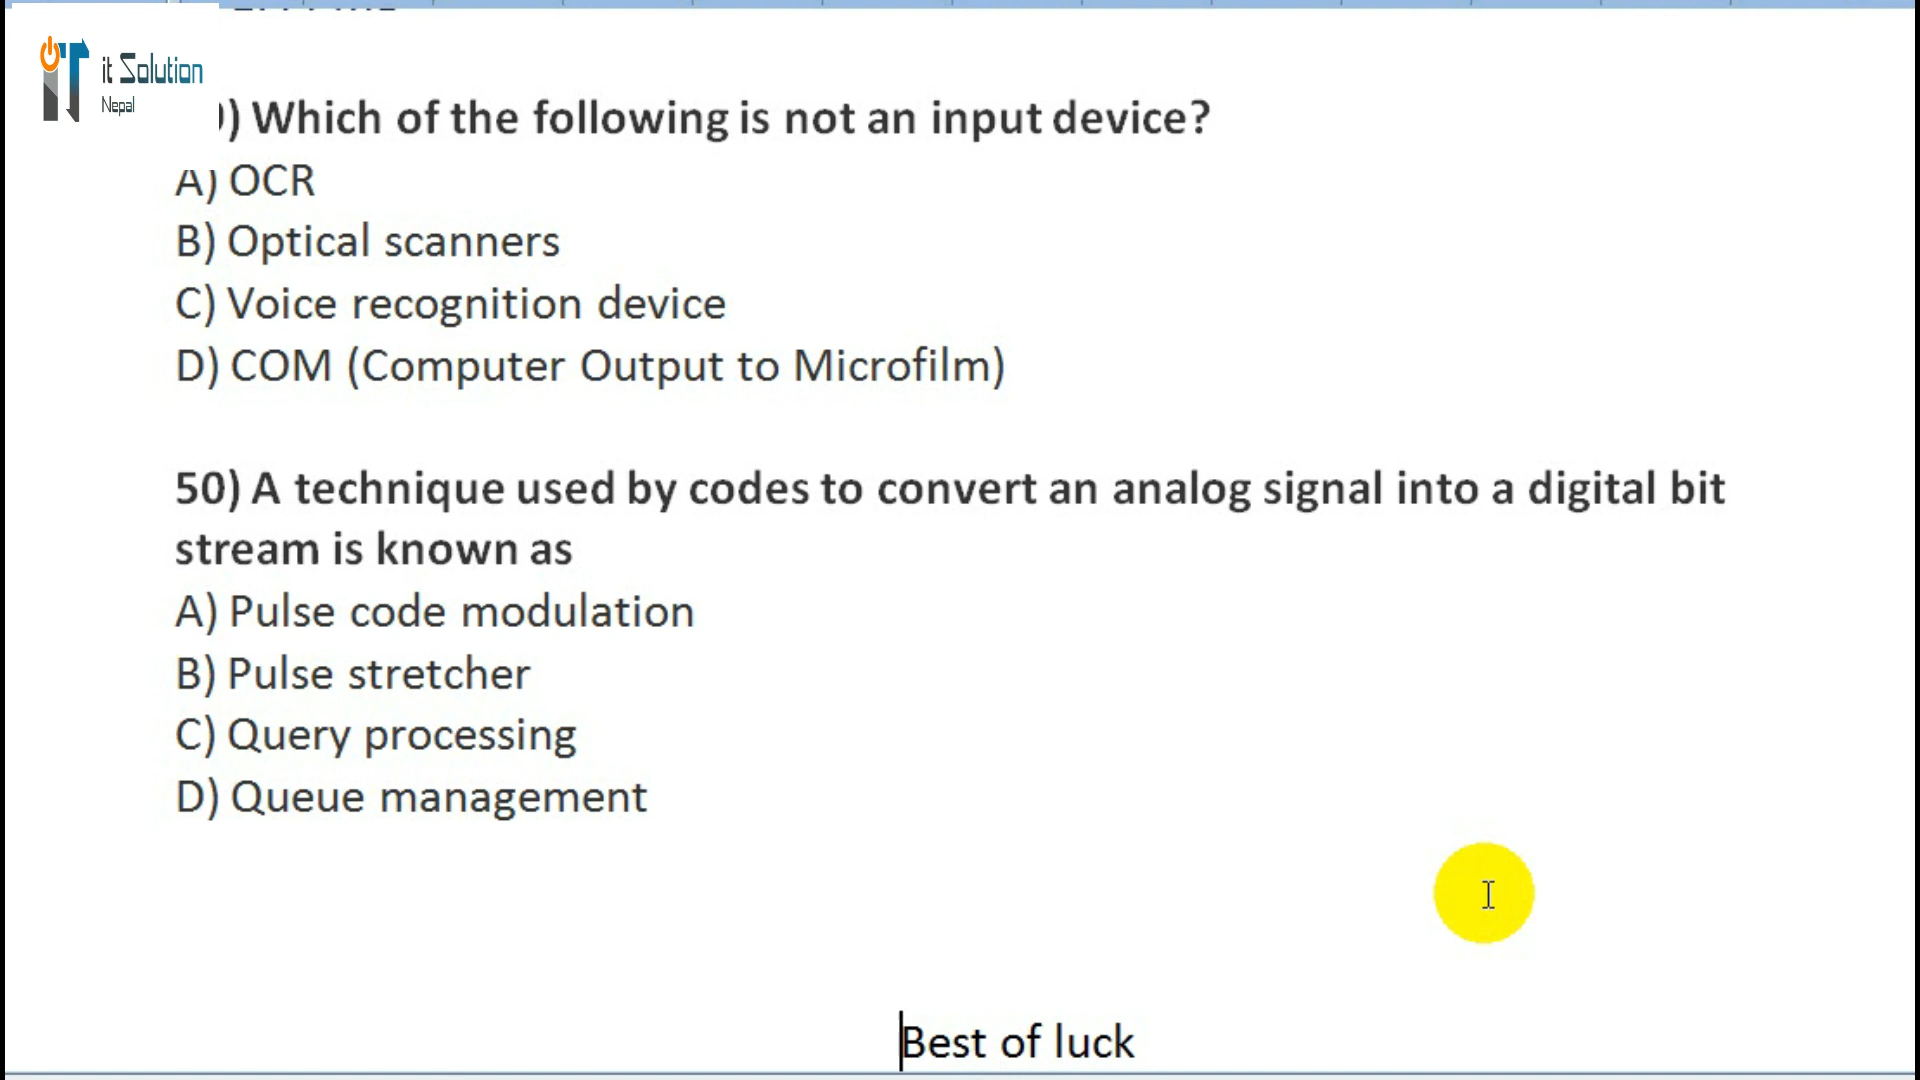 it Solution
Nepal
) Which of the following is not an input device?
A) OCR
B) Optical scanners
C) Voice recognition device
D) COM (Computer Output to Microfilm)
50) A technique used by codes to convert an analog signal into a digital bit
stream is known as
A) Pulse code modulation
B) Pulse stretcher
C) Query processing
D) Queue management
Best of luck